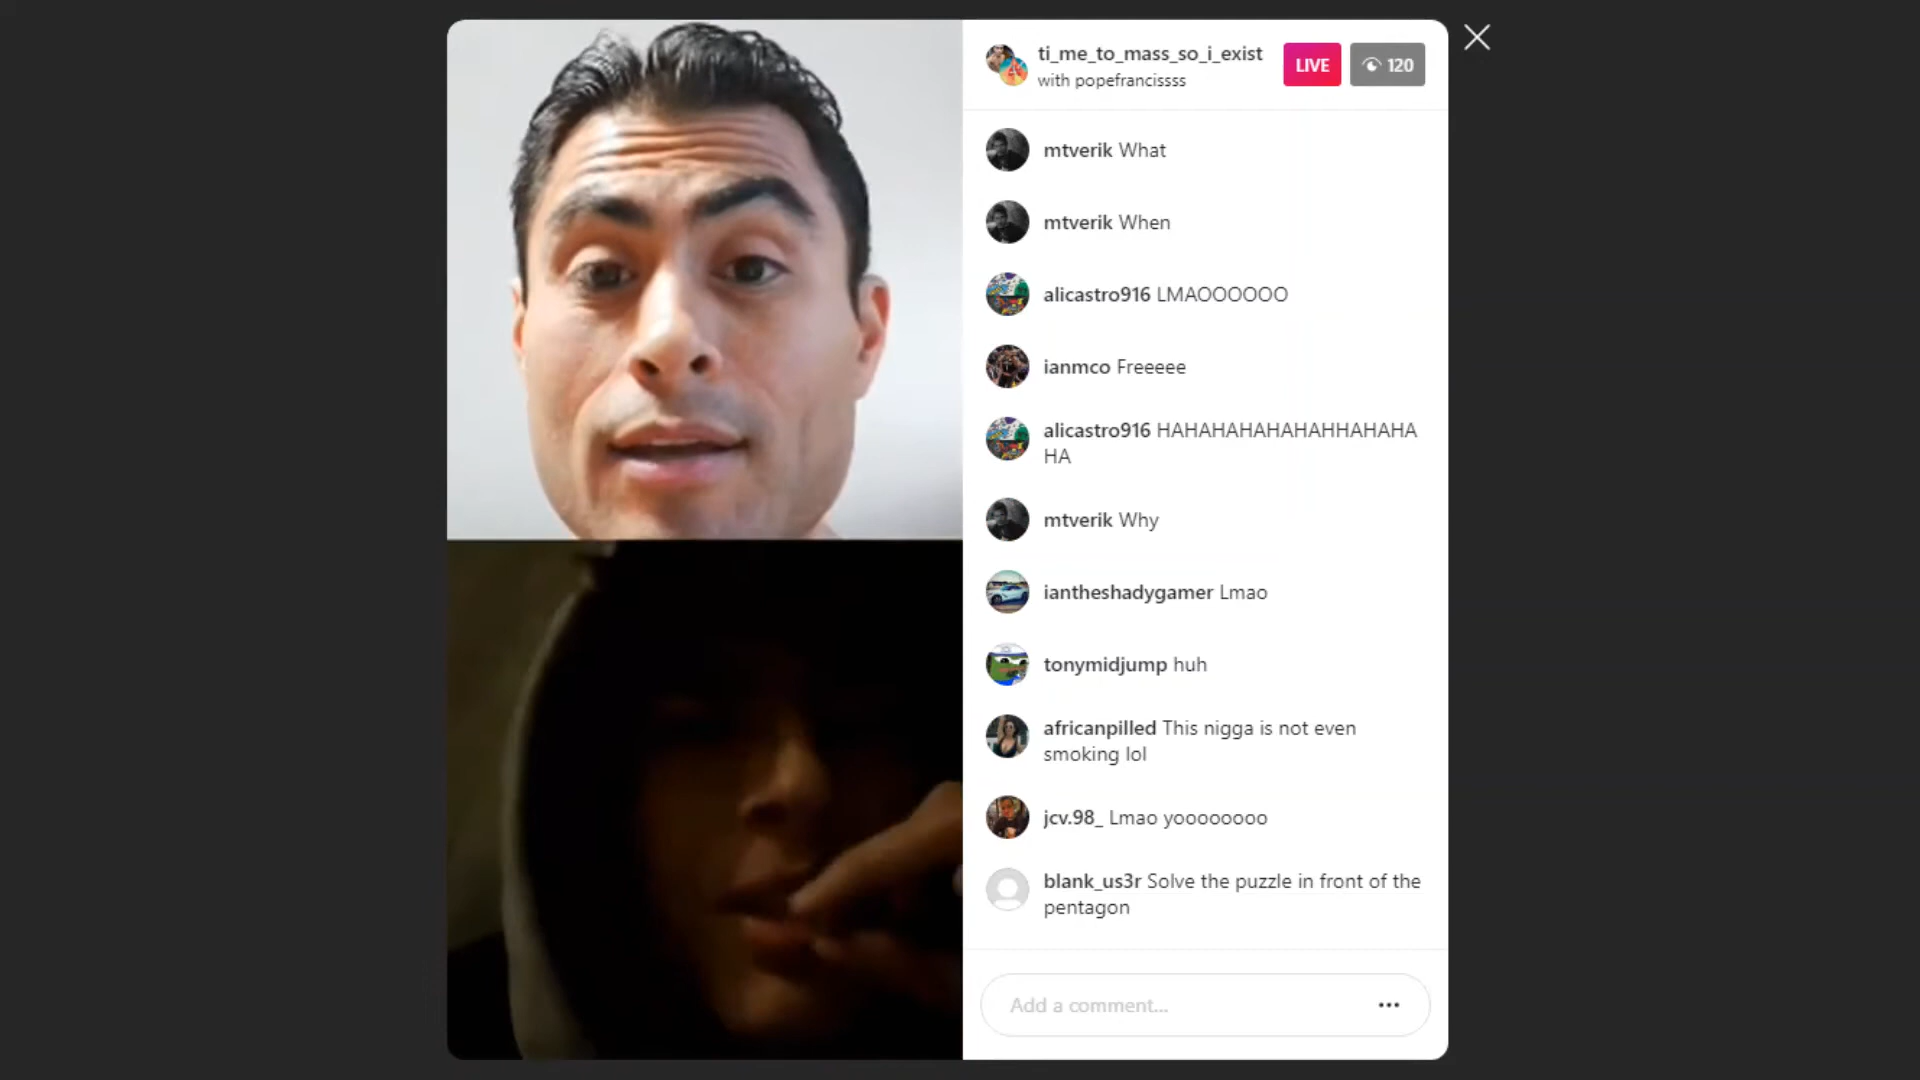 ti_me_to_mass_so_i_exist
with popefrancissss
LIVE
120
mtverik What
mtverik When
alicastro916 LMAOOOOOO
ianmco Freeeee
alicastro916 HAHAHAHAHAHAHHAHAHA
HA
mtverik Why
iantheshadygamer Lmao
tonymidjump huh
africanpilled This nigga is not even
smoking lol
jcv.98_ Lmao yoooooooo
blank_us3r Solve the puzzle in front of the
pentagon
Add a comment...